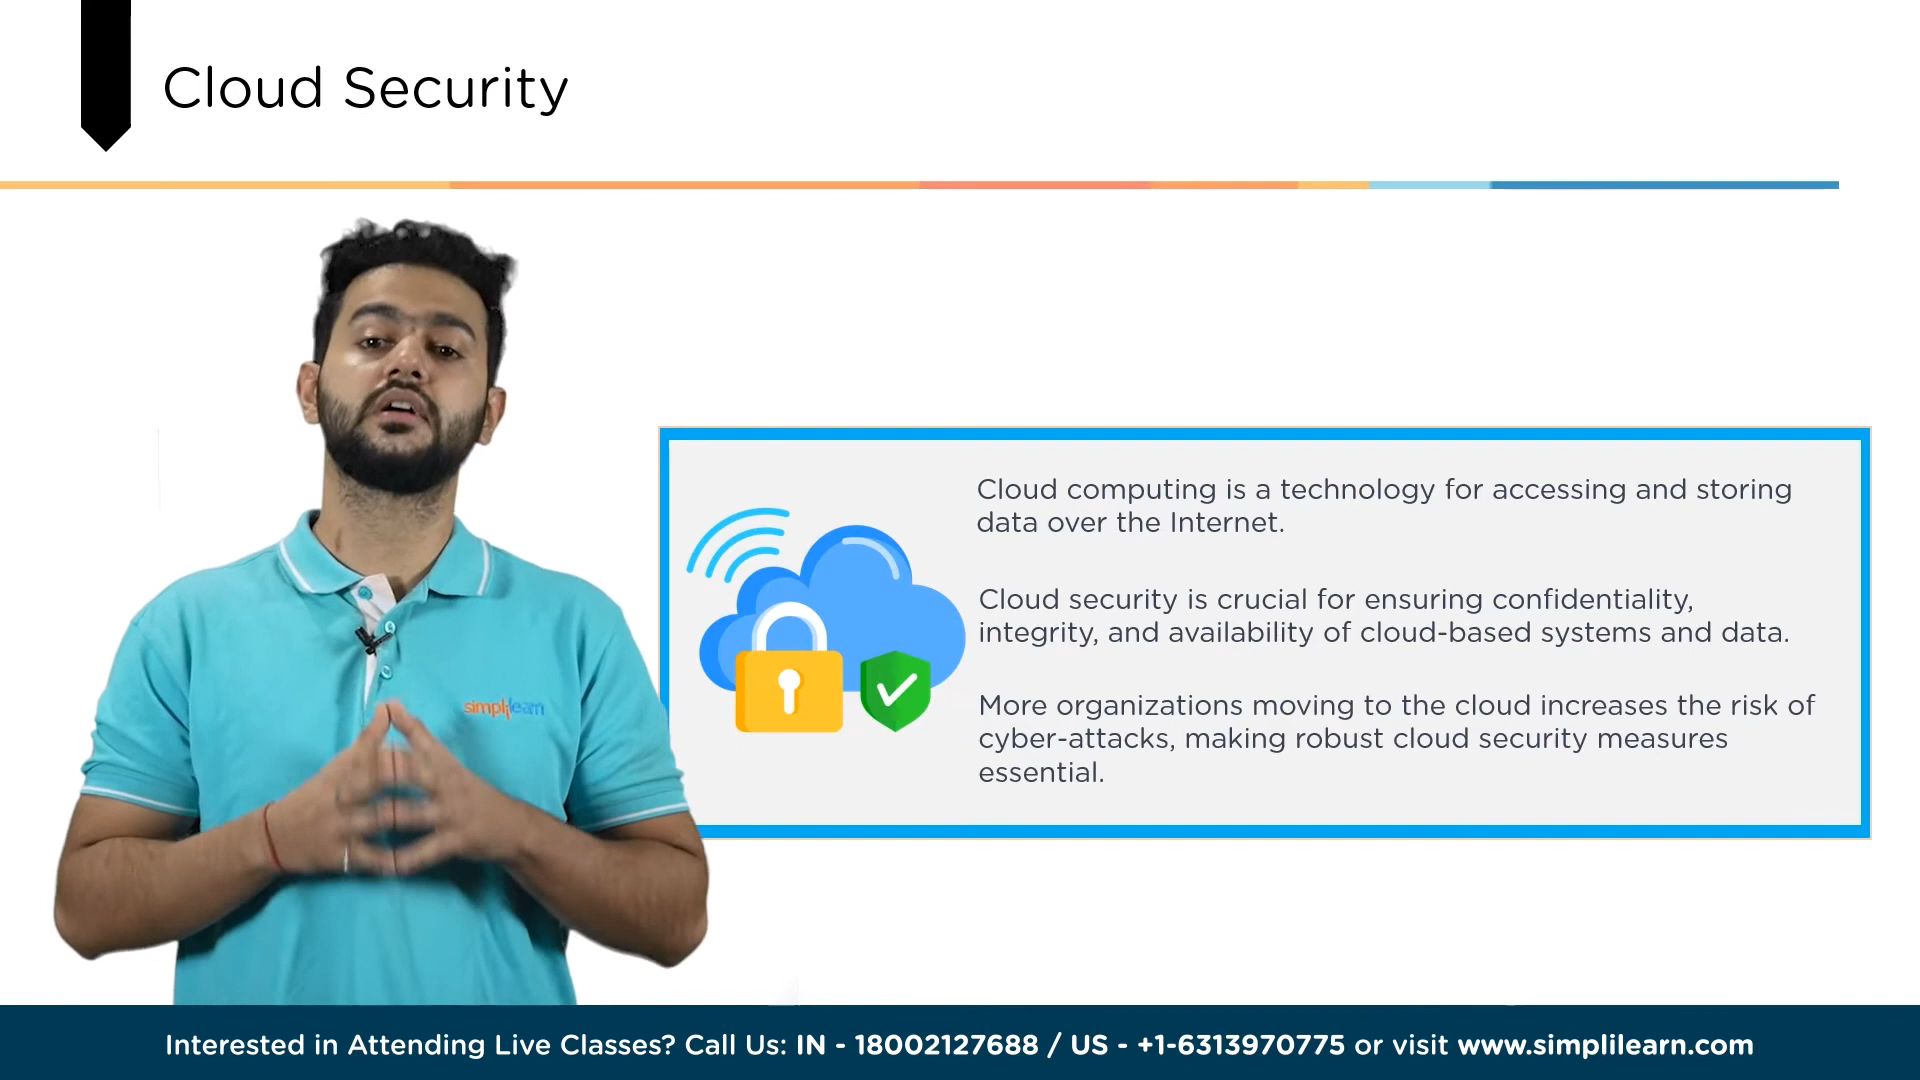 Cloud Security
Cloud computing is a technology for accessing and storing
data over the Internet.
Cloud security is crucial for ensuring confidentiality,
integrity, and availability of cloud-based systems and data.
More organizations moving to the cloud increases the risk of
cyber-attacks, making robust cloud security measures
essential.
simplilearn
Interested in Attending Live Classes? Call Us: IN - 18002127688 / US - +1-6313970775 or visit www.simplilearn.com